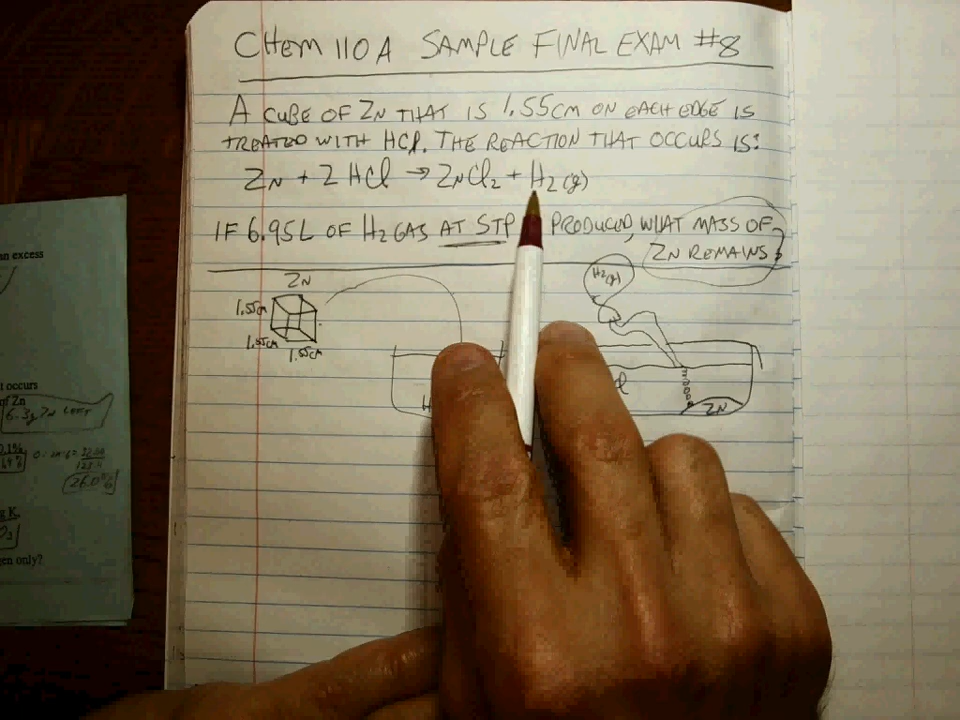 CHEM 110A SAMPLE FINAL EXAM #8
A CUBE OF ZN THAT IS 1.55CM ON EACH EDGE IS
TREATED WITH HCl. THE REACTION THAT OCCURS IS:
ZN + 2 HCl → ZNCl₂ + H₂(g)
IF 6.95L OF H₂ GAS AT STP PRODUCED, WHAT MASS OF
ZN REMAINS?
ZN
1.55cm
1.55cm
1.55cm
H₂(g)
H
ZN
an excess
t occurs
of Zn
6.3g ZN LEFT
26.0%
g K,
gen only?